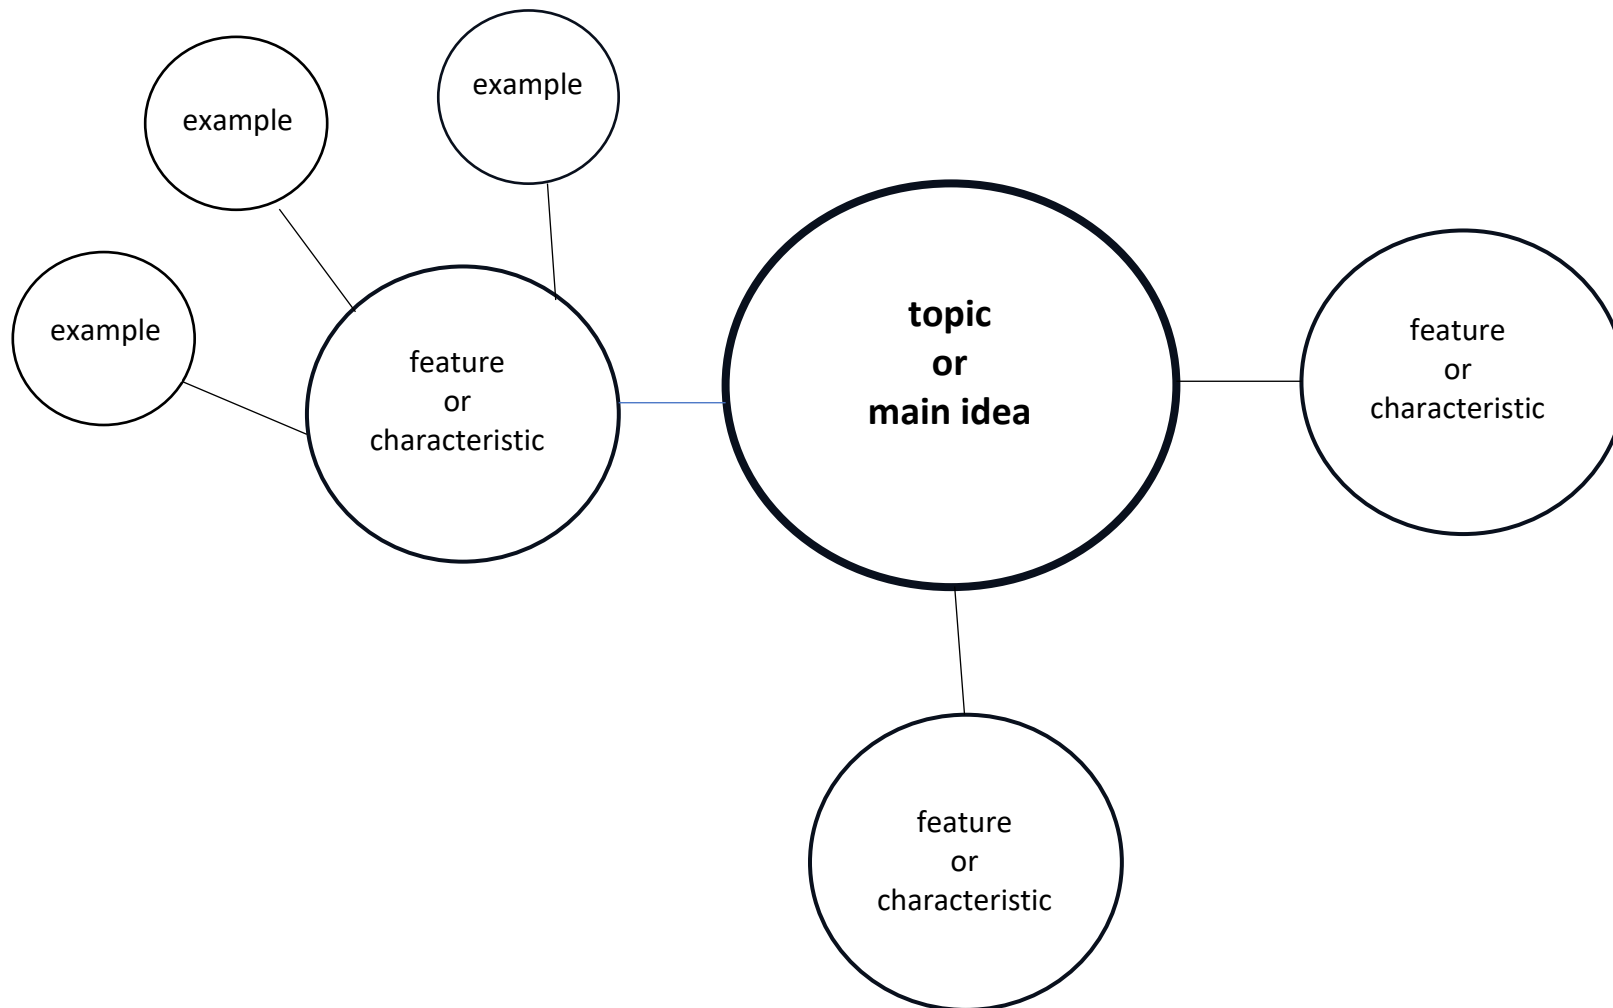 example
example
example
feature
or
characteristic
topic
or
main idea
feature
or
characteristic
feature
or
characteristic